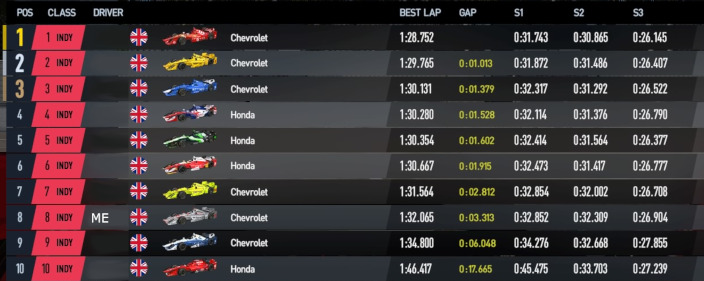 POS CLASS DRIVER BEST LAP GAP S1 S2 S3
1 1 INDY Chevrolet 1:28.752 0:31.743 0:30.865 0:26.145
2 2 INDY Chevrolet 1:29.765 0:01.013 0:31.872 0:31.486 0:26.407
3 3 INDY Chevrolet 1:30.131 0:01.379 0:32.317 0:31.292 0:26.522
4 4 INDY Honda 1:30.280 0:01.528 0:32.114 0:31.376 0:26.790
5 5 INDY Honda 1:30.354 0:01.602 0:32.414 0:31.564 0:26.377
6 6 INDY Honda 1:30.667 0:01.915 0:32.473 0:31.417 0:26.777
7 7 INDY Chevrolet 1:31.564 0:02.812 0:32.854 0:32.002 0:26.708
8 8 INDY ME Chevrolet 1:32.065 0:03.313 0:32.852 0:32.309 0:26.904
9 9 INDY Chevrolet 1:34.800 0:06.048 0:34.276 0:32.668 0:27.855
10 10 INDY Honda 1:46.417 0:17.665 0:45.475 0:33.703 0:27.239